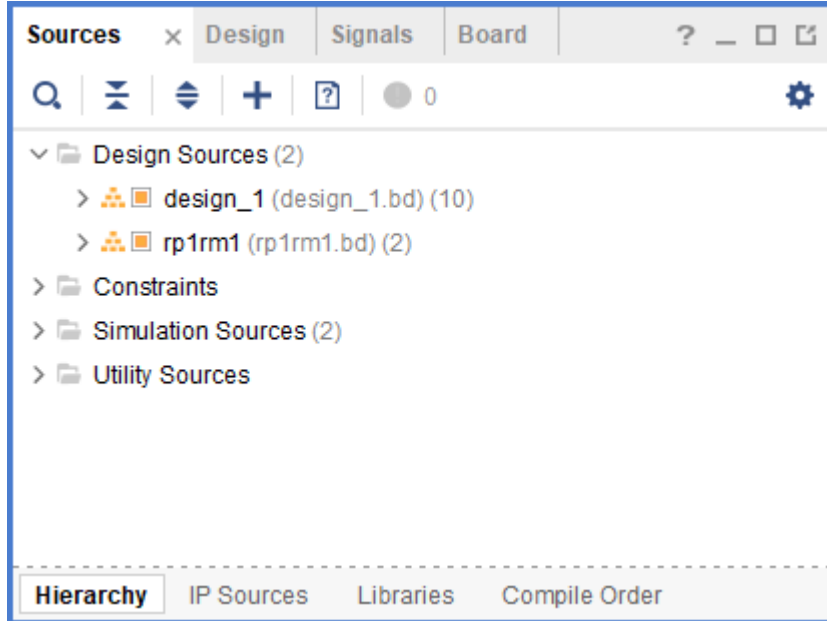 Sources × Design Signals Board ? _
? 0
Design Sources (2)
design_1 (design_1.bd) (10)
rp1rm1 (rp1rm1.bd) (2)
Constraints
Simulation Sources (2)
Utility Sources
Hierarchy IP Sources Libraries Compile Order